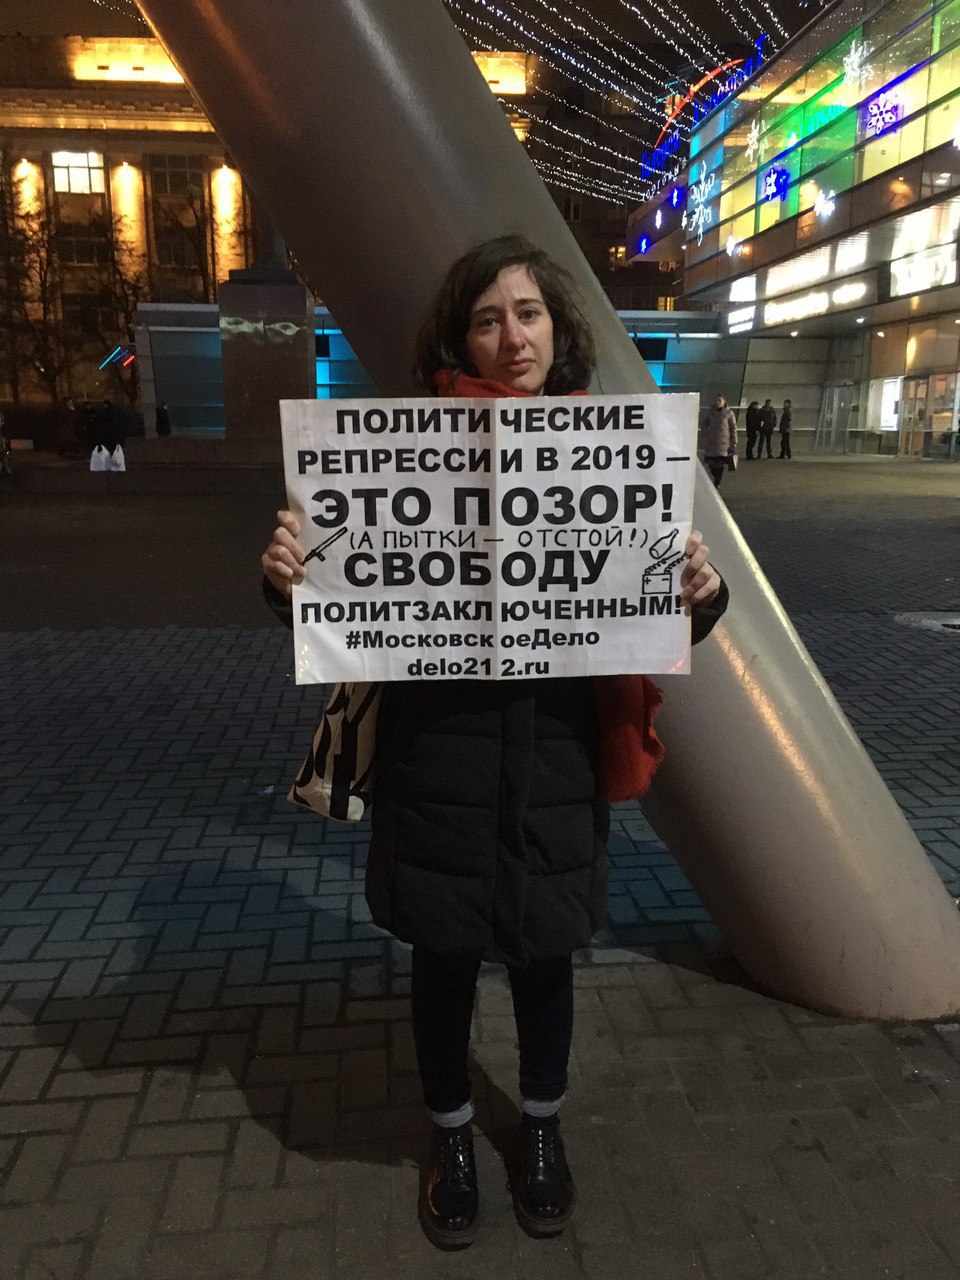 ПОЛИТИЧЕСКИЕ
РЕПРЕССИИ В 2019 —
ЭТО ПОЗОР!
(А ПЫТКИ — ОТСТОЙ!)
СВОБОДУ
ПОЛИТЗАКЛЮЧЕННЫМ!
#МосковскоеДело
delo212.ru